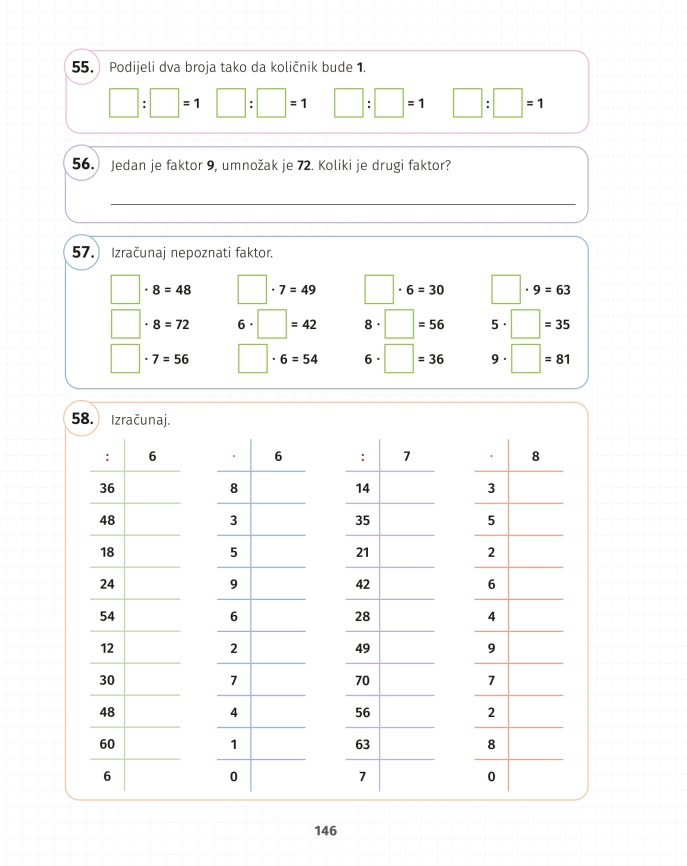 55. Podijeli dva broja tako da količnik bude 1.
: = 1 : = 1 : = 1 : = 1
56. Jedan je faktor 9, umnožak je 72. Koliki je drugi faktor?
57. Izračunaj nepoznati faktor.
· 8 = 48 · 7 = 49 · 6 = 30 · 9 = 63
· 8 = 72 6 · = 42 8 · = 56 5 · = 35
· 7 = 56 · 6 = 54 6 · = 36 9 · = 81
58. Izračunaj.
: 6 · 6 : 7 · 8
36 8 14 3
48 3 35 5
18 5 21 2
24 9 42 6
54 6 28 4
12 2 49 9
30 7 70 7
48 4 56 2
60 1 63 8
6 0 7 0
146